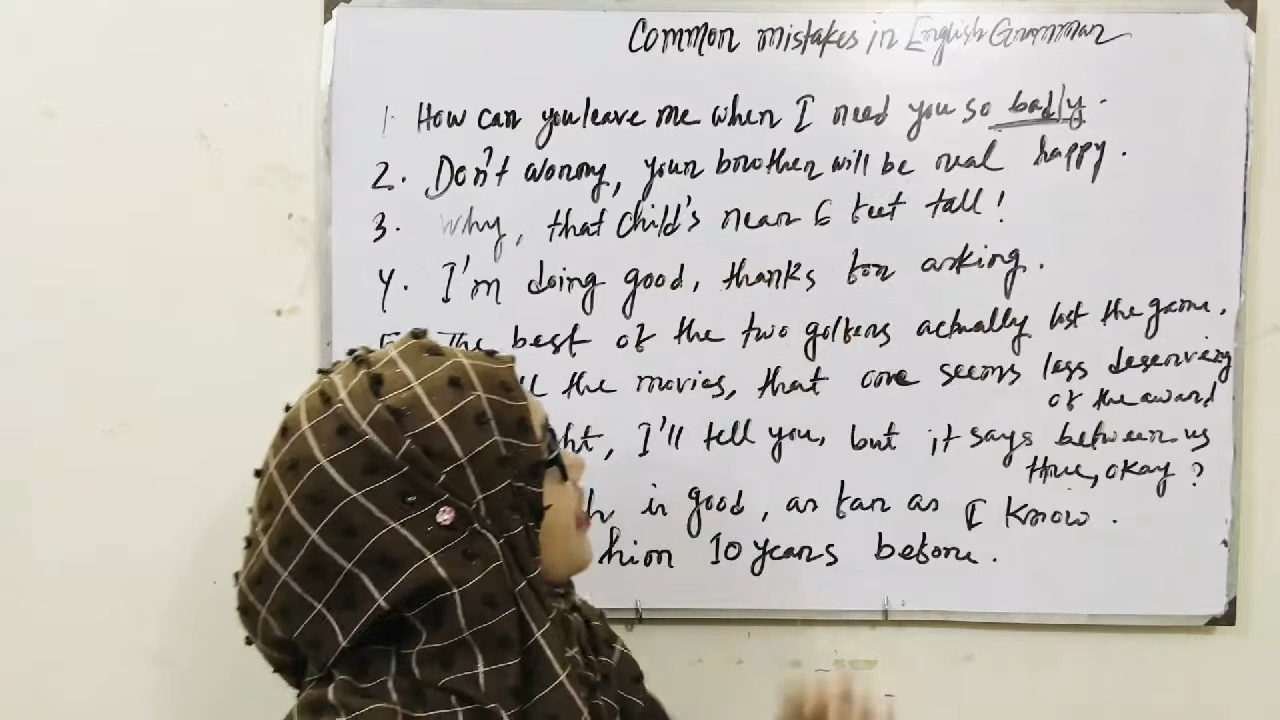 Common mistakes in English Grammar
1. How can you leave me when I need you so badly.
2. Don't worry, your brother will be real happy.
3. Why, that child's near 6 feet tall!
4. I'm doing good, thanks for asking.
The best of the two golfers actually lost the game.
the movies, that one seems less deserving
of the award
I'll tell you, but it says between us
three, okay?
is good, as far as I know.
him 10 years before.